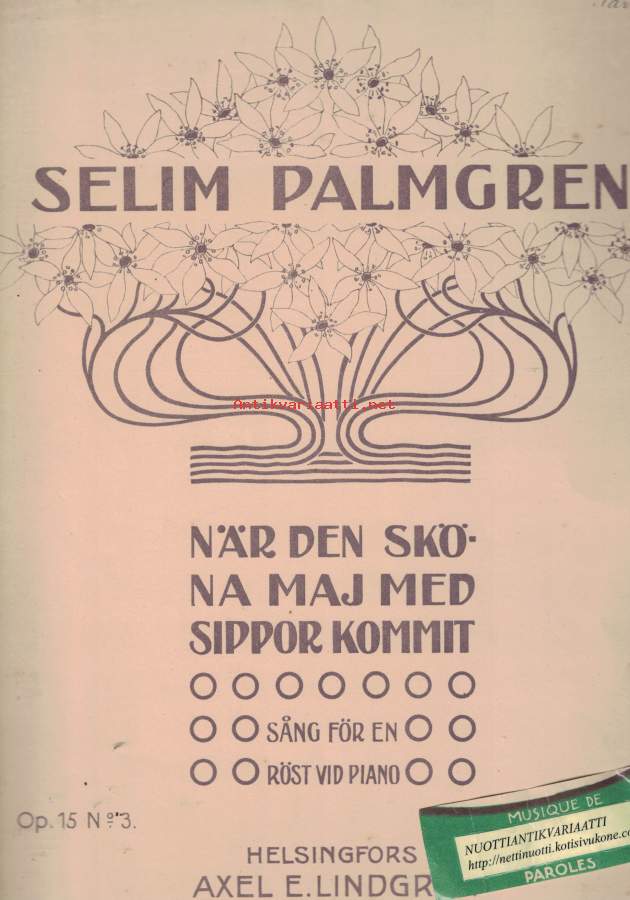 SELIM PALMGREN
Antikvariaatti.net
NÄR DEN SKÖ-
NA MAJ MED
SIPPOR KOMMIT
SÅNG FÖR EN
RÖST VID PIANO
Op. 15 Nº 3.
MUSIQUE DE
NUOTTIANTIKVARIAATTI
http://nettinuotti.kotisivukone.co
PAROLES
HELSINGFORS
AXEL E. LINDGR